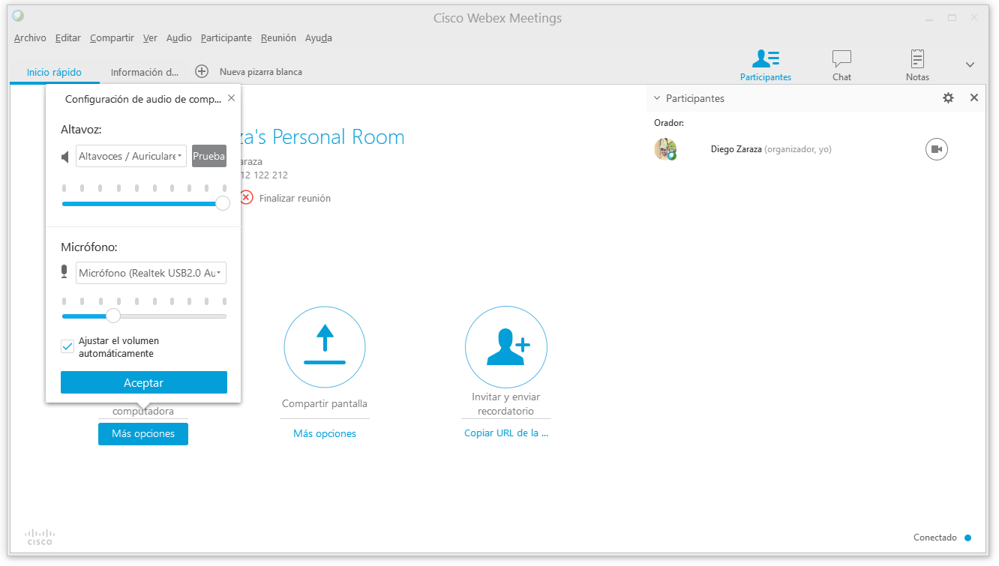 Cisco Webex Meetings
Archivo Editar Compartir Ver Audio Participante Reunión Ayuda
Inicio rápido Información d... Nueva pizarra blanca
Participantes Chat Notas
Configuración de audio de comp...
Altavoz:
Altavoces / Auriculare Prueba
Micrófono:
Micrófono (Realtek USB2.0 Au
Ajustar el volumen
automáticamente
Aceptar
computadora
Más opciones
za's Personal Room
araza
12 122 212
Finalizar reunión
Compartir pantalla
Más opciones
Invitar y enviar
recordatorio
Copiar URL de la ...
Participantes
Orador:
Diego Zaraza (organizador, yo)
CISCO
Conectado